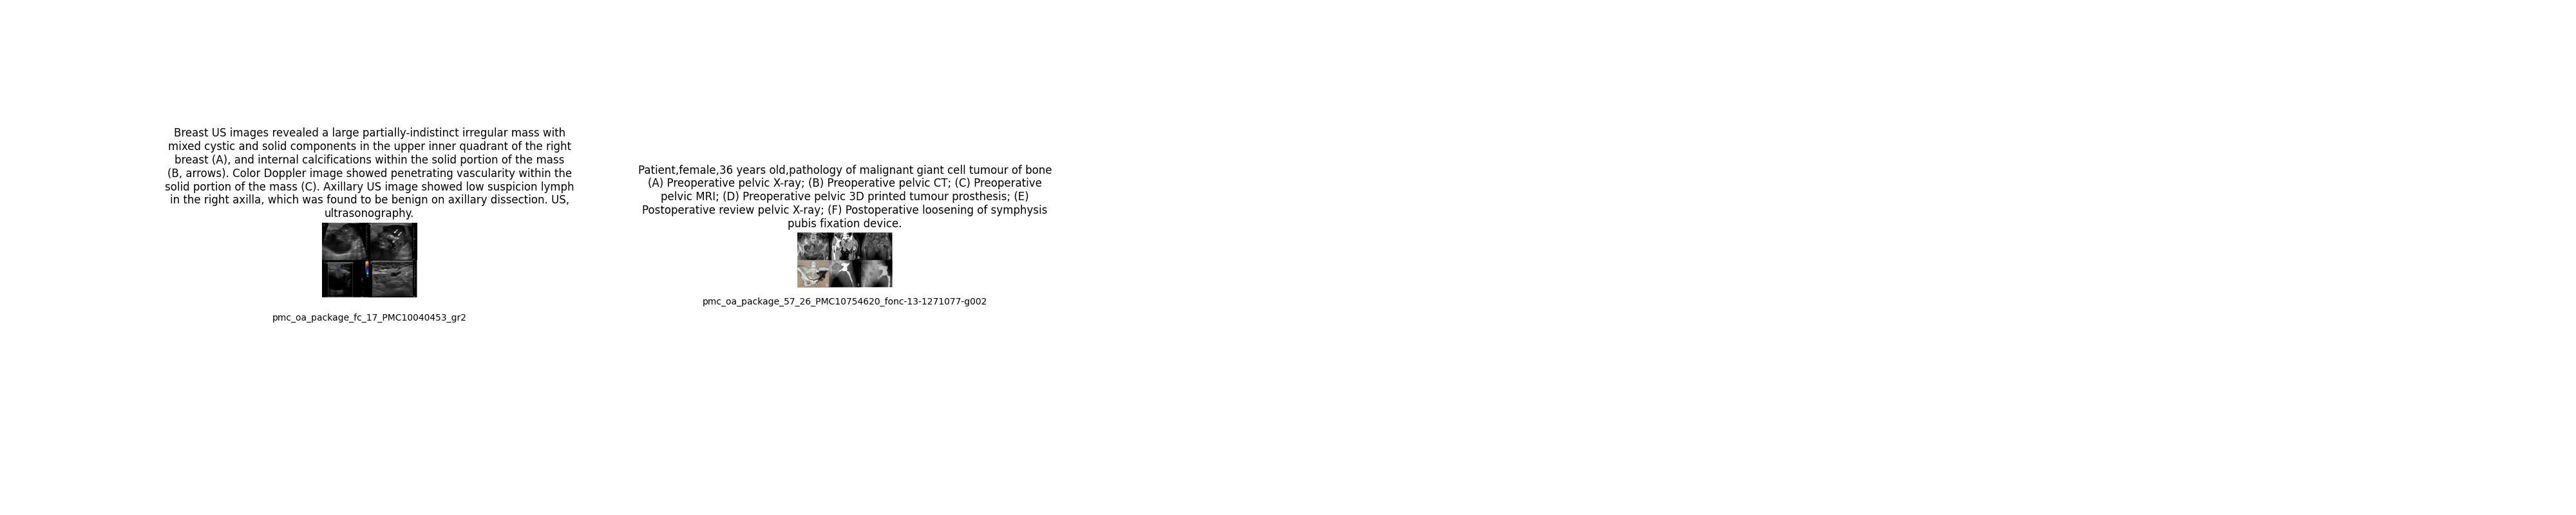 Breast US images revealed a large partially-indistinct irregular mass with
mixed cystic and solid components in the upper inner quadrant of the right
breast (A), and internal calcifications within the solid portion of the mass
(B, arrows). Color Doppler image showed penetrating vascularity within the
solid portion of the mass (C). Axillary US image showed low suspicion lymph
in the right axilla, which was found to be benign on axillary dissection. US,
ultrasonography.
pmc_oa_package_fc_17_PMC10040453_gr2
Patient,female,36 years old,pathology of malignant giant cell tumour of bone
(A) Preoperative pelvic X-ray; (B) Preoperative pelvic CT; (C) Preoperative
pelvic MRI; (D) Preoperative pelvic 3D printed tumour prosthesis; (E)
Postoperative review pelvic X-ray; (F) Postoperative loosening of symphysis
pubis fixation device.
pmc_oa_package_57_26_PMC10754620_fonc-13-1271077-g002